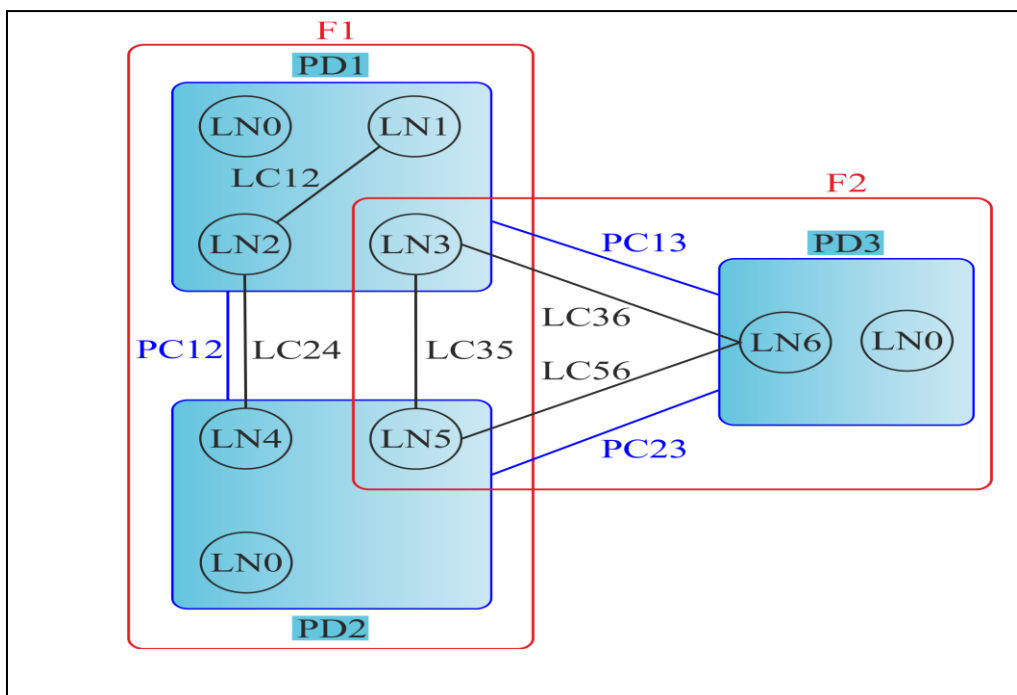 F1
PD1
LN0 LN1
LC12
F2
LN2 LN3
PC13
PD3
LC36
PC12 LC24 LC35
LN6 LN0
LC56
LN4 LN5
PC23
LN0
PD2